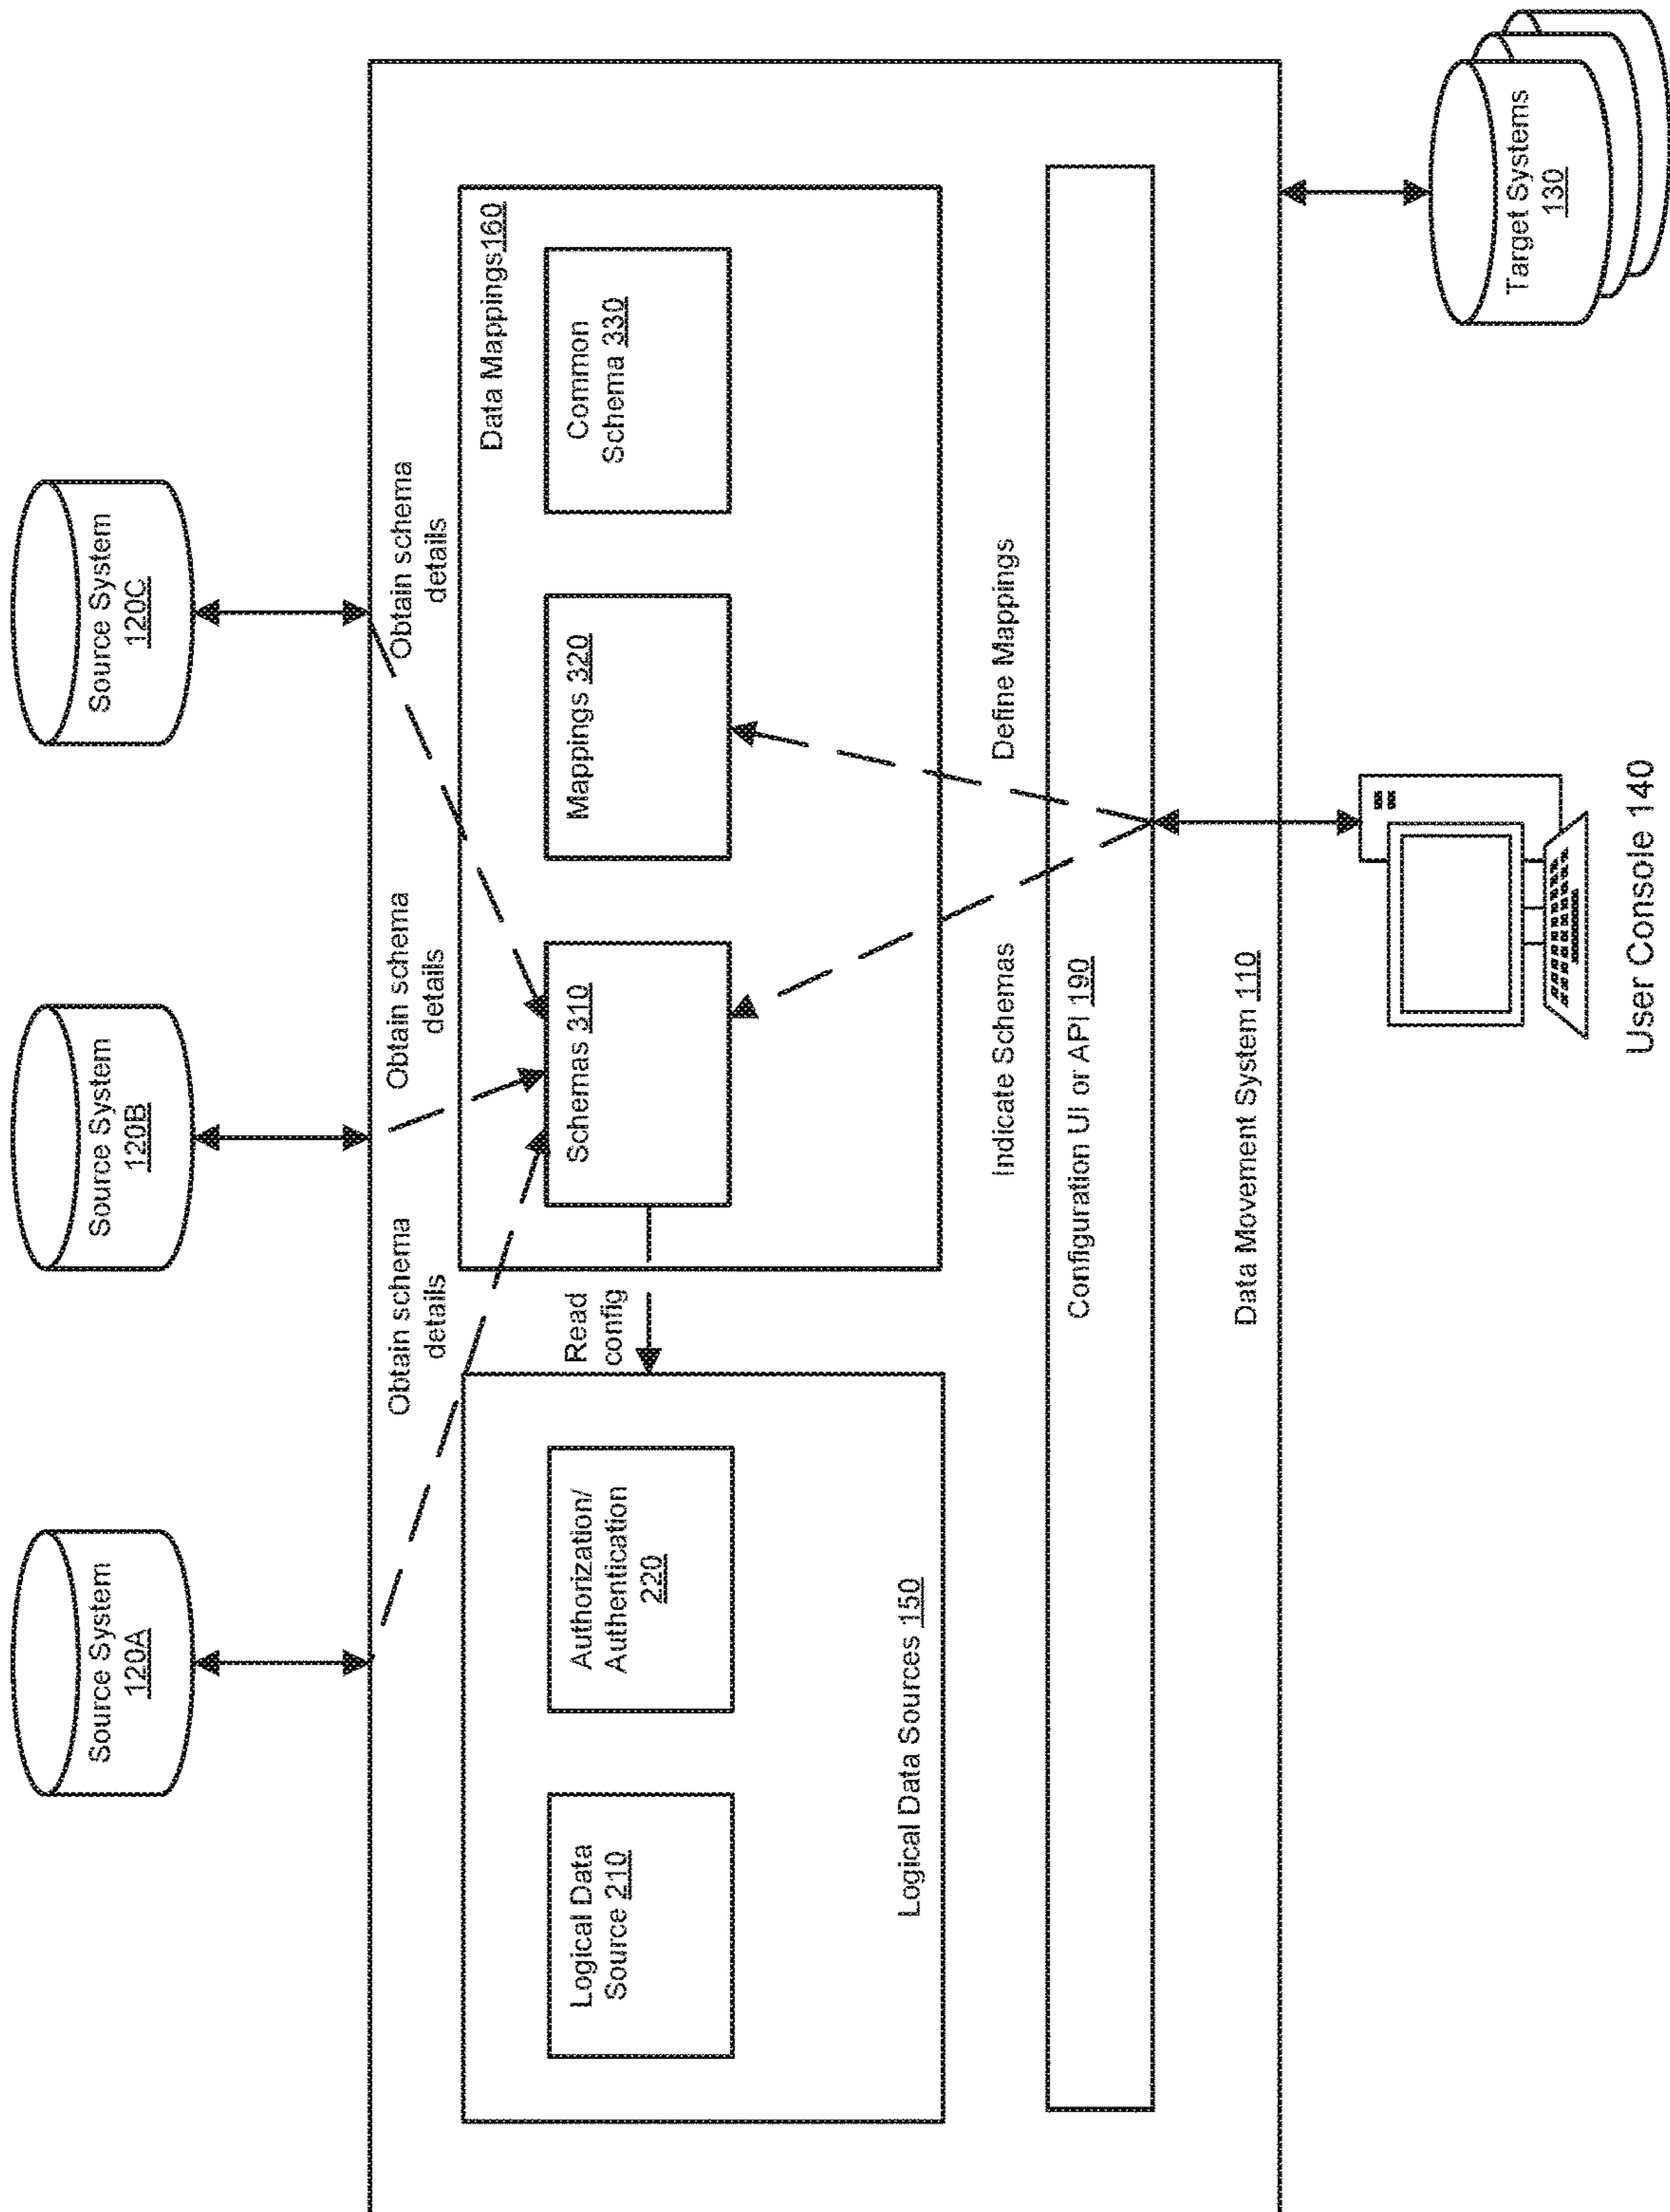 Source System
120A
Source System
120B
Source System
120C
Obtain schema
details
Obtain schema
details
Obtain schema
details
Data Mappings160
Logical Data
Source 210
Authorization/
Authentication
220
Read
config
Schemas 310
Mappings 320
Common
Schema 330
Logical Data Sources 150
Indicate Schemas
Define Mappings
Configuration UI or API 190
Data Movement System 110
User Console 140
Target Systems
130